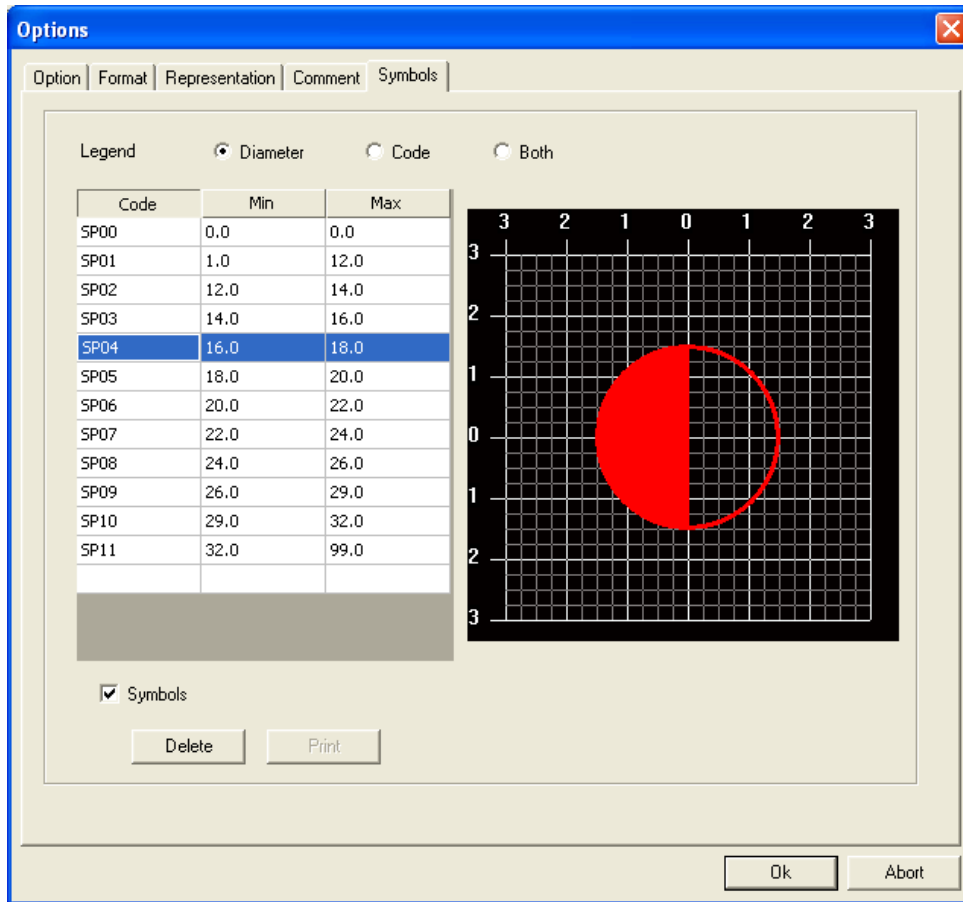 Options
Option Format Representation Comment Symbols
Legend Diameter Code Both
Code Min Max
SP00 0.0 0.0
SP01 1.0 12.0
SP02 12.0 14.0
SP03 14.0 16.0
SP04 16.0 18.0
SP05 18.0 20.0
SP06 20.0 22.0
SP07 22.0 24.0
SP08 24.0 26.0
SP09 26.0 29.0
SP10 29.0 32.0
SP11 32.0 99.0
3 2 1 0 1 2 3
3
2
1
0
1
2
3
Symbols
Delete Print
Ok Abort